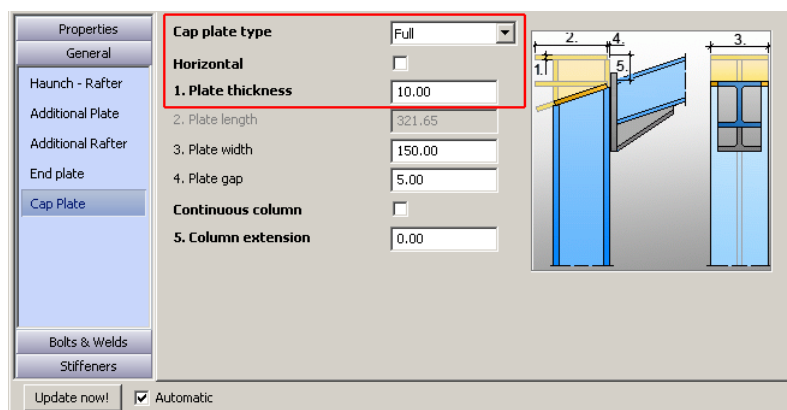 Properties
General
Haunch - Rafter
Additional Plate
Additional Rafter
End plate
Cap Plate
Bolts & Welds
Stiffeners
Update now!
Automatic
Cap plate type
Full
Horizontal
1. Plate thickness
10.00
2. Plate length
321.65
3. Plate width
150.00
4. Plate gap
5.00
Continuous column
5. Column extension
0.00
2.
4.
3.
1.
5.